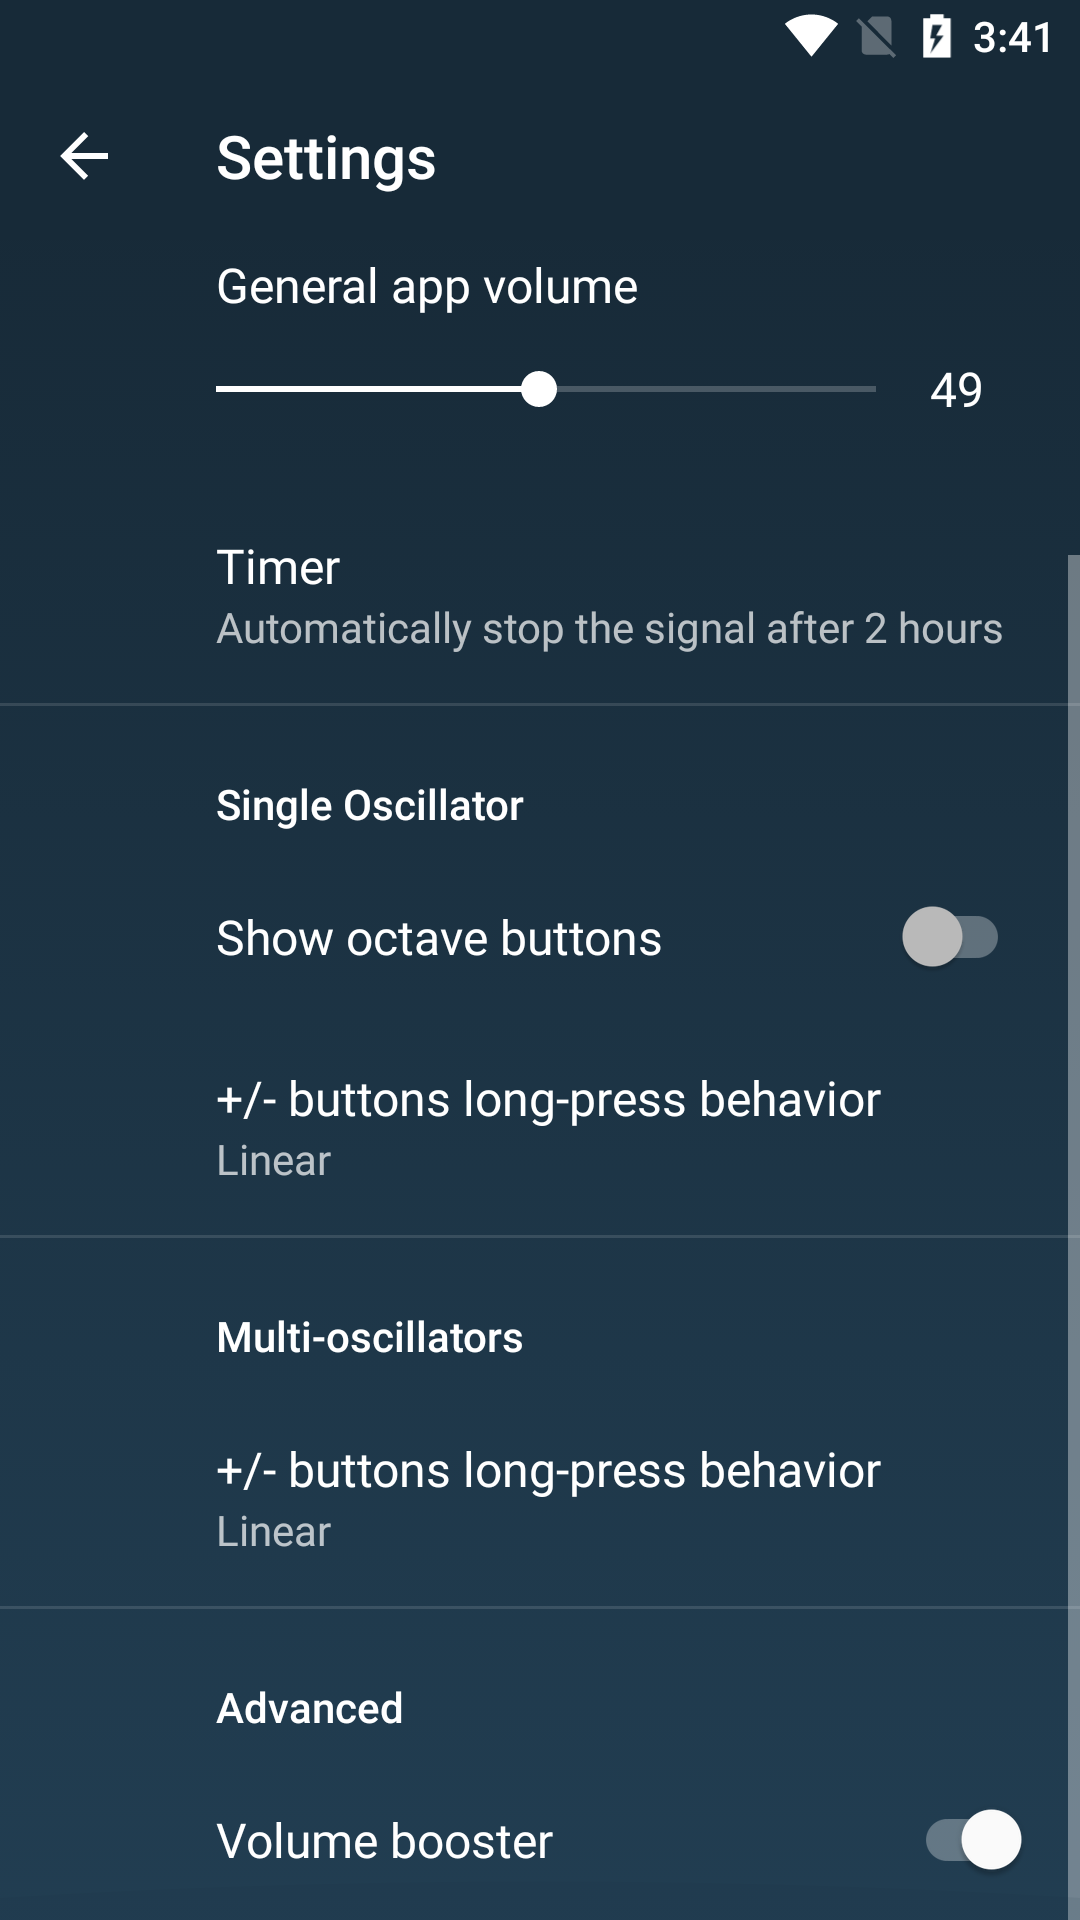 3:41
Settings
General app volume
49
Timer
Automatically stop the signal after 2 hours
Single Oscillator
Show octave buttons
+/- buttons long-press behavior
Linear
Multi-oscillators
+/- buttons long-press behavior
Linear
Advanced
Volume booster